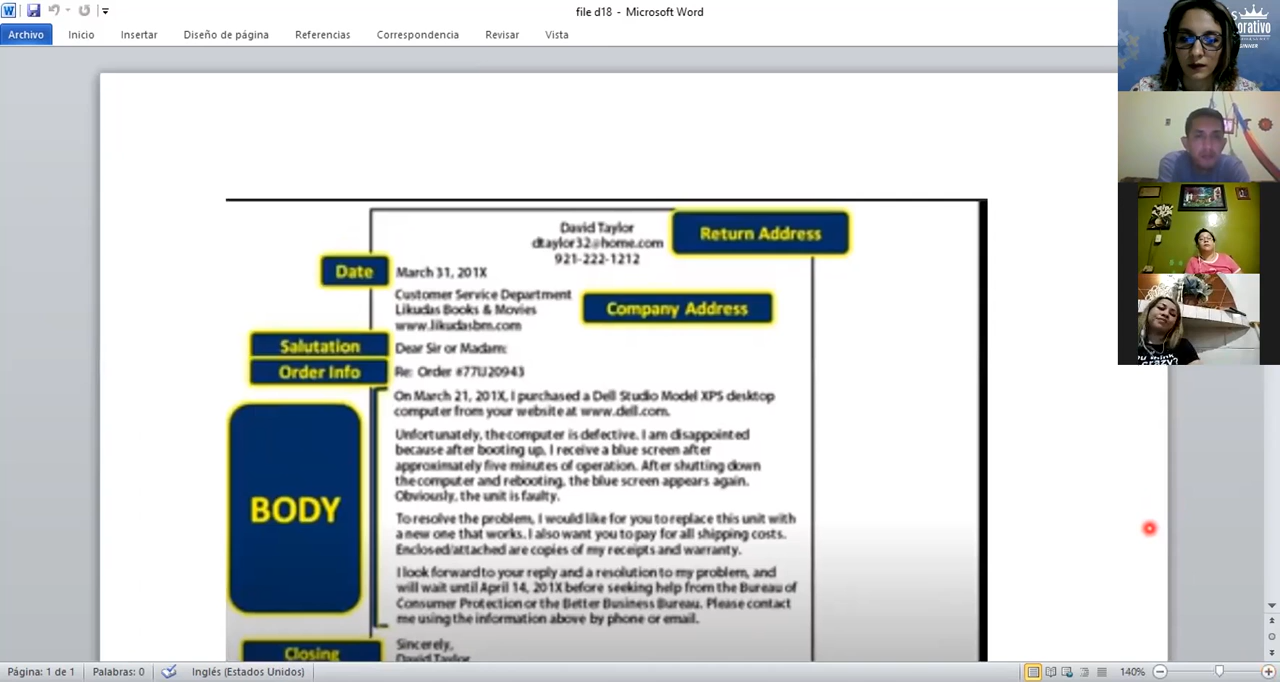 file d18 - Microsoft Word
Archivo Inicio Insertar Diseño de página Referencias Correspondencia Revisar Vista
David Taylor
dtaylor32@home.com
921-222-1212
Return Address
Date
March 31, 201X
Customer Service Department
Likudas Books & Movies
www.likudasbm.com
Company Address
Salutation
Dear Sir or Madam:
Order Info
Re: Order #77IJ20943
BODY
On March 21, 201X, I purchased a Dell Studio Model XPS desktop
computer from your website at www.dell.com.
Unfortunately, the computer is defective. I am disappointed
because after booting up, I receive a blue screen after
approximately five minutes of operation. After shutting down
the computer and rebooting, the blue screen appears again.
Obviously, the unit is faulty.
To resolve the problem, I would like for you to replace this unit with
a new one that works. I also want you to pay for all shipping costs.
Enclosed/attached are copies of my receipts and warranty.
I look forward to your reply and a resolution to my problem, and
will wait until April 14, 201X before seeking help from the Bureau of
Consumer Protection or the Better Business Bureau. Please contact
me using the information above by phone or email.
Closing
Sincerely,
David Taylor
Página: 1 de 1 Palabras: 0 Inglés (Estados Unidos) 140%